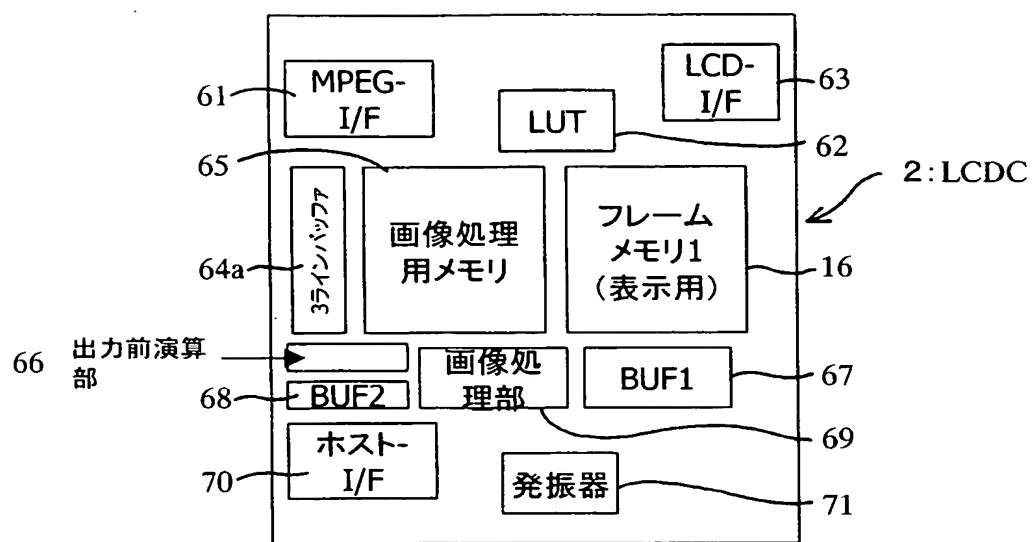 MPEG-
I/F
61
LCD-
I/F
63
LUT
62
65
2:LCDC
3ラインバッファ
64a
画像処理
用メモリ
フレーム
メモリ1
(表示用)
16
66 出力前演算
部
画像処
理部
69
BUF1
67
68
BUF2
ホスト-
I/F
70
発振器
71